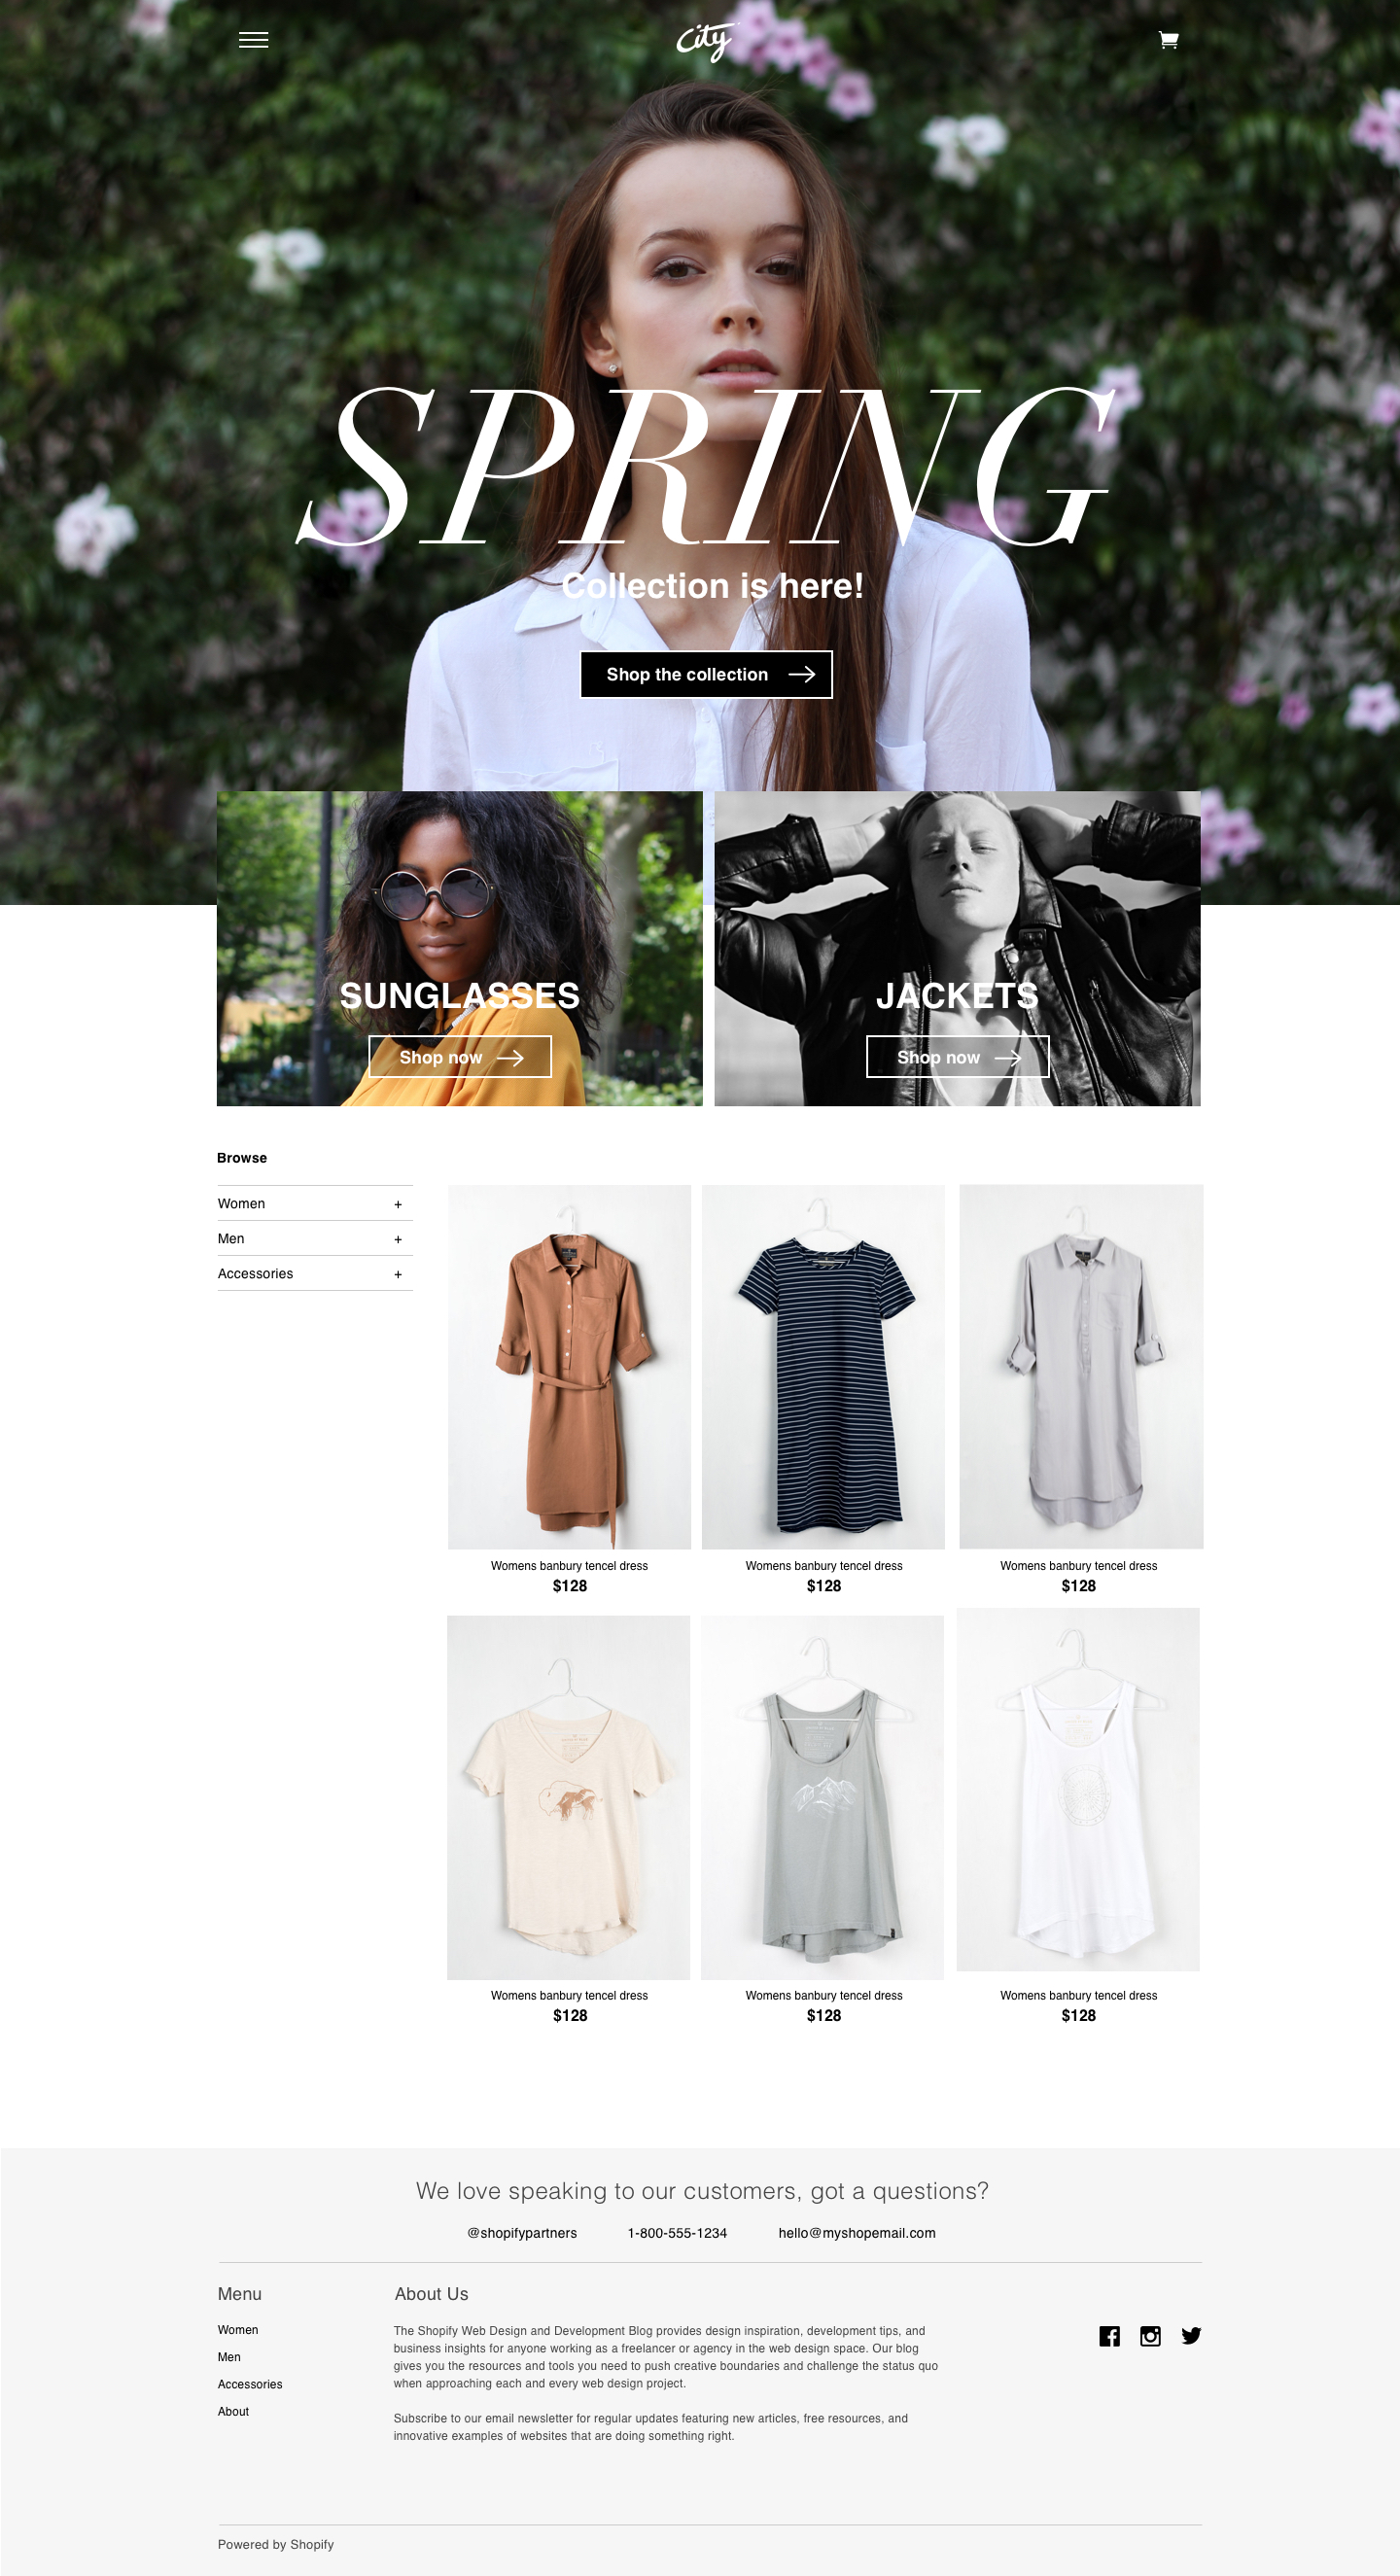 City
SPRING
Collection is here!
Shop the collection
SUNGLASSES
JACKETS
Shop now
Shop now
Browse
Women +
Men +
Accessories +
Womens banbury tencel dress
$128
Womens banbury tencel dress
$128
Womens banbury tencel dress
$128
Womens banbury tencel dress
$128
Womens banbury tencel dress
$128
Womens banbury tencel dress
$128
We love speaking to our customers, got a questions?
@shopifypartners 1-800-555-1234 hello@myshopemail.com
Menu
Women
Men
Accessories
About
About Us
The Shopify Web Design and Development Blog provides design inspiration, development tips, and
business insights for anyone working as a freelancer or agency in the web design space. Our blog
gives you the resources and tools you need to push creative boundaries and challenge the status quo
when approaching each and every web design project.
Subscribe to our email newsletter for regular updates featuring new articles, free resources, and
innovative examples of websites that are doing something right.
Powered by Shopify